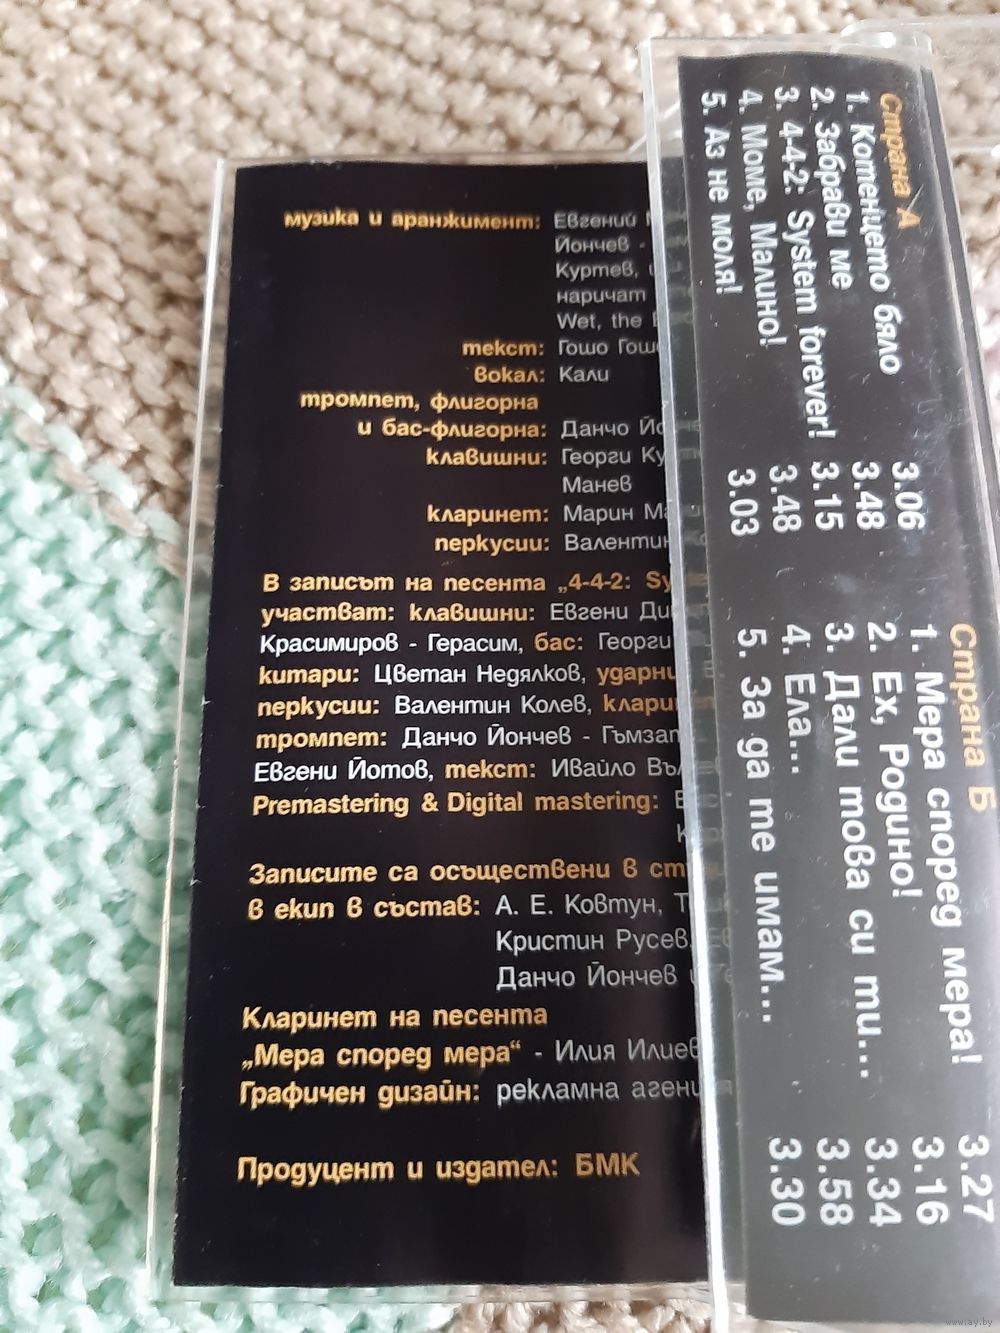 музика и аранжимент: Евгений
Йончев -
Куртев,
наричат
Wet, the
текст: Гошо
вокал: Кали
тромпет, флигорна
и бас-флигорна: Данчо
клавишни: Георги
Манев
кларинет: Марин
перкусии: Валентин
В записът на песента „4-4-2:
участват: клавишни: Евгени
Красимиров - Герасим, бас: Георги
китари: Цветан Недялков,
перкусии: Валентин Колев,
тромпет: Данчо Йончев -
Евгени Йотов, текст: Ивайло
Premastering & Digital mastering:
Записите са осъществени в
в екип в състав: А. Е. Ковтун,
Кристин Русев,
Данчо Йончев
Кларинет на песента
„Мера според мера“ - Илия Илиев
Графичен дизайн: рекламна
Продуцент и издател: БМК
Страна А
1. Котенцето бяло 3.06
2. Забрави ме 3.48
3. 4-4-2: System forever! 3.15
4. Моме, Малино! 3.48
5. Аз не моля! 3.03
Страна Б
1. Мера според мера! 3.27
2. Ех, Родино! 3.16
3. Дали това си ти... 3.34
4. Ела... 3.58
5. За да те имам... 3.30
www.ay.by